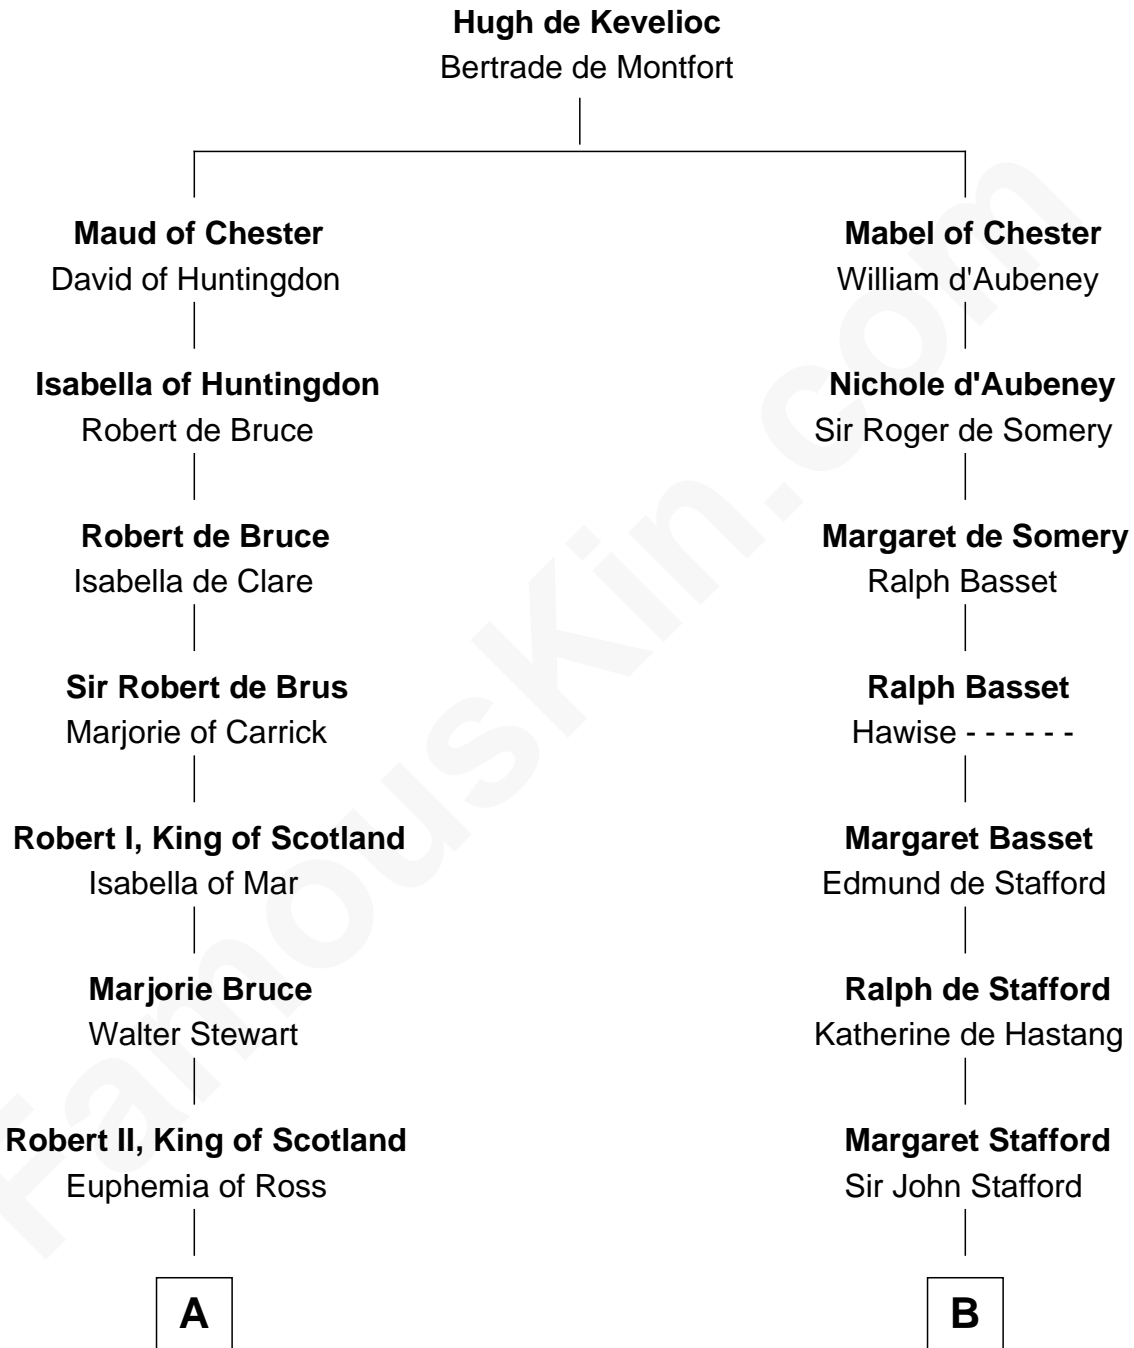 Hugh de Kevelioc
Bertrade de Montfort
Maud of Chester
David of Huntingdon
Mabel of Chester
William d'Aubeney
Isabella of Huntingdon
Robert de Bruce
Nichole d'Aubeney
Sir Roger de Somery
Robert de Bruce
Isabella de Clare
Margaret de Somery
Ralph Basset
Sir Robert de Brus
Marjorie of Carrick
Ralph Basset
Hawise - - - - - -
Robert I, King of Scotland
Isabella of Mar
Margaret Basset
Edmund de Stafford
Marjorie Bruce
Walter Stewart
Ralph de Stafford
Katherine de Hastang
Robert II, King of Scotland
Euphemia of Ross
Margaret Stafford
Sir John Stafford
A
B
FamousKin.com